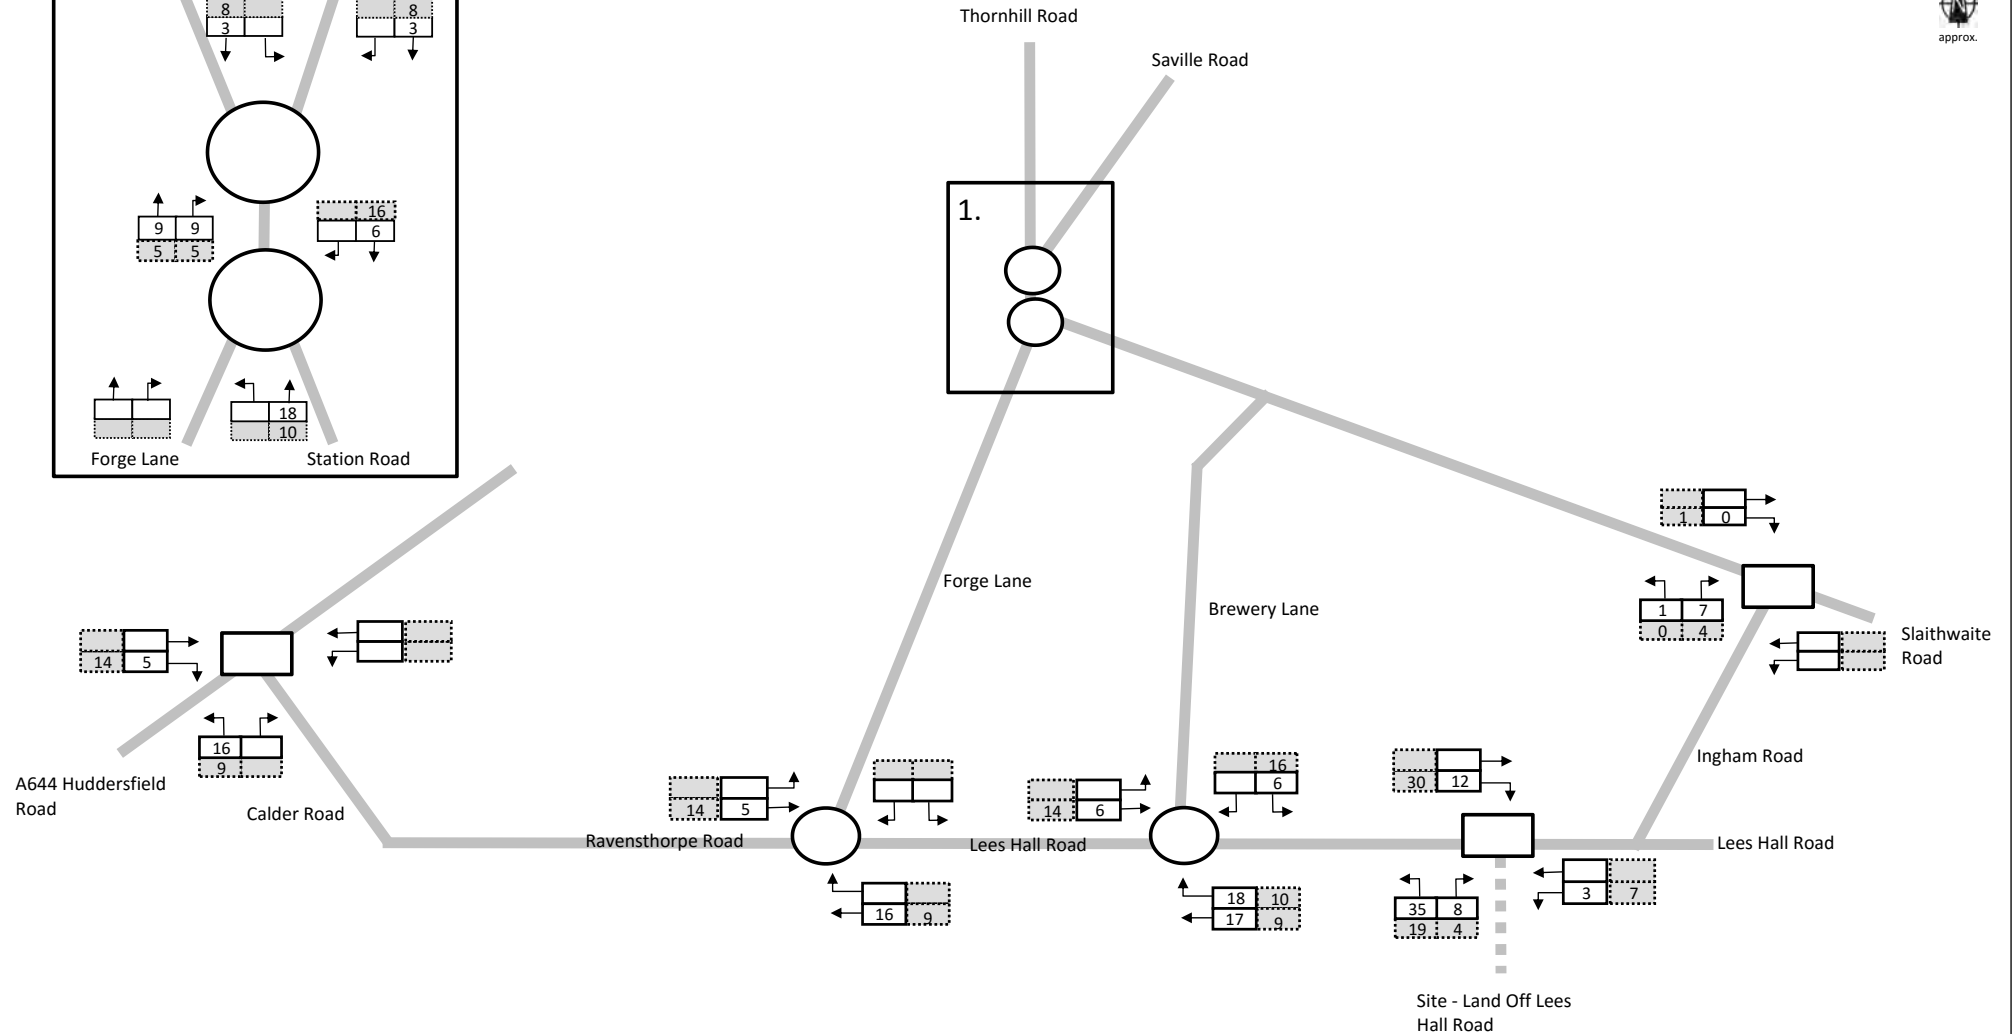 Thornhill Road
Saville Road
N
approx.
8
3
8
3
9 9
5 5
16
6
1.
18
10
Forge Lane
Station Road
Forge Lane
Brewery Lane
1 0
1 7
0 4
Slaithwaite
Road
14 5
16
9
A644 Huddersfield
Road
Calder Road
Ravensthorpe Road
14 5
16 9
Lees Hall Road
14 6
16
6
18 10
17 9
30 12
35 8
19 4
3 7
Ingham Road
Lees Hall Road
Site - Land Off Lees
Hall Road